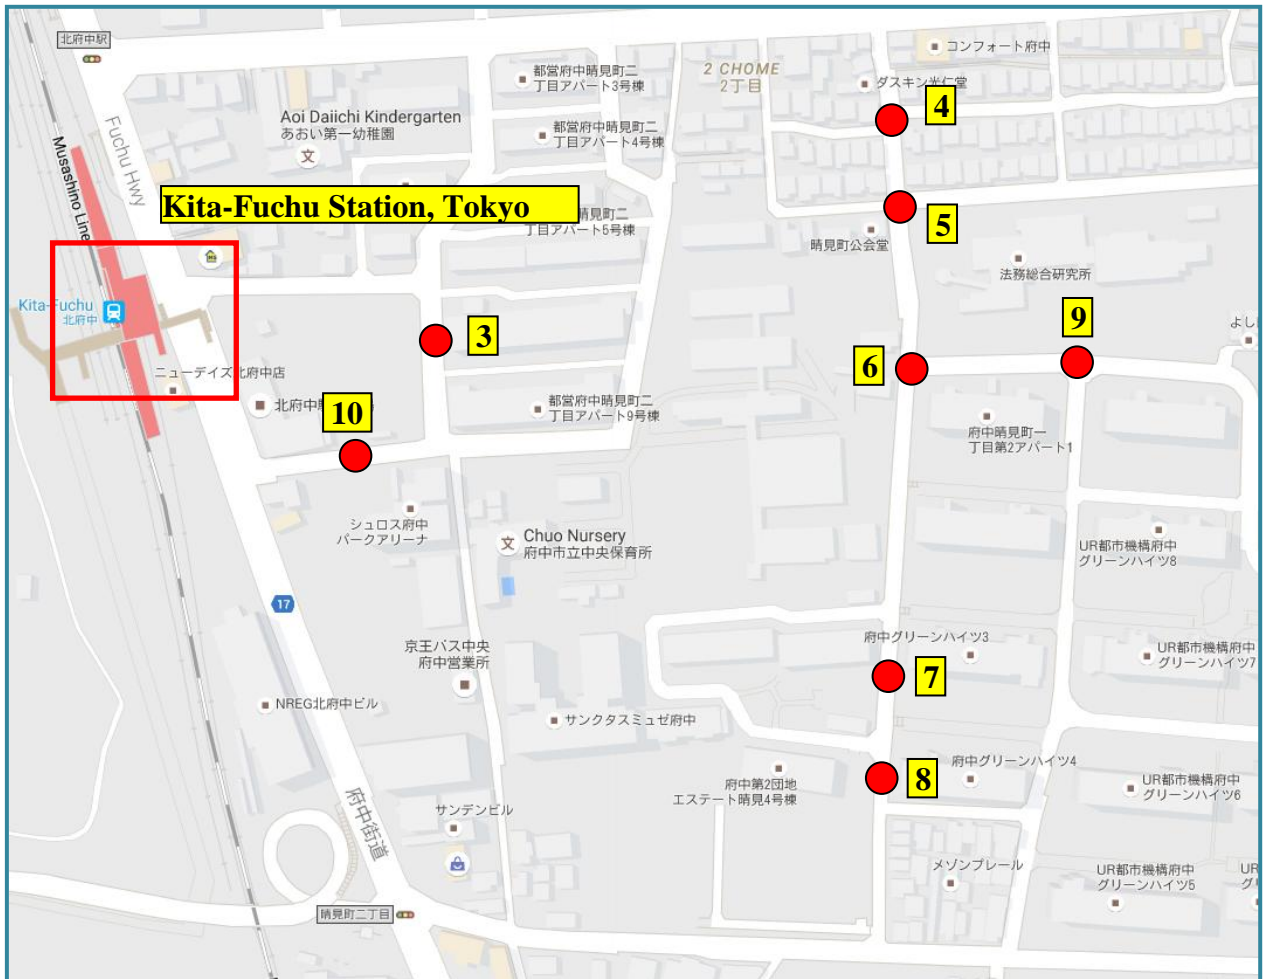 北府中駅
Fuchu Hwy
Musashino Line
Aoi Daiichi Kindergarten
あおい第一幼稚園
文
都営府中晴見町二
丁目アパート3号棟
都営府中晴見町二
丁目アパート4号棟
2 CHOME
2丁目
コンフォート府中
ダスキン光仁堂
4
Kita-Fuchu Station, Tokyo
晴見町二
丁目アパート5号棟
5
晴見町公会堂
法務総合研究所
Kita-Fuchu
北府中
3
9
よし
6
ニューデイズ北府中店
北府中
10
都営府中晴見町二
丁目アパート9号棟
府中晴見町一
丁目第2アパート1
シュロス府中
パークアリーナ
文
Chuo Nursery
府中市立中央保育所
UR都市機構府中
グリーンハイツ8
17
京王バス中央
府中営業所
府中グリーンハイツ3
UR都市機構府中
グリーンハイツ7
7
NREG北府中ビル
サンクタスミュゼ府中
府中第2団地
エステート晴見4号棟
8
府中グリーンハイツ4
UR都市機構府中
グリーンハイツ6
府中街道
サンデンビル
メゾンプレール
UR都市機構府中
グリーンハイツ5
UR
晴見町二丁目